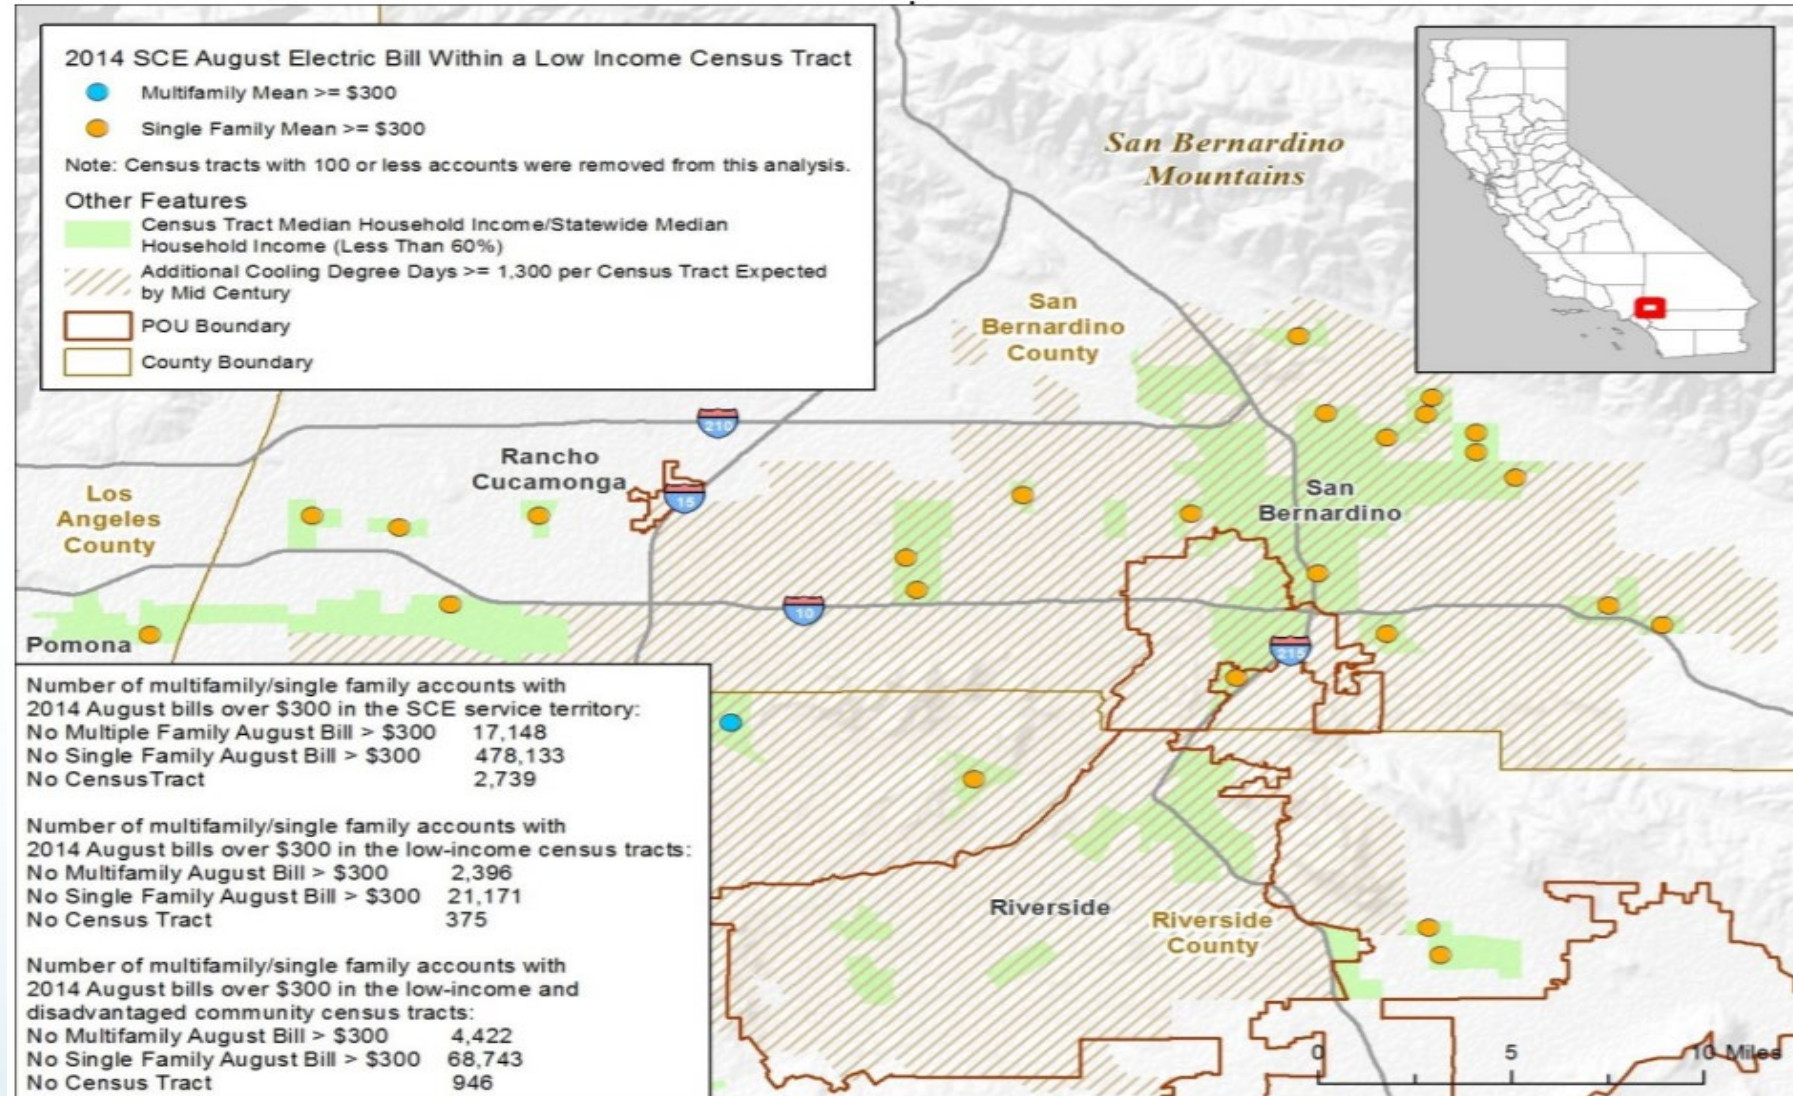 2014 SCE August Electric Bill Within a Low Income Census Tract
Multifamily Mean >= $300
Single Family Mean >= $300
Note: Census tracts with 100 or less accounts were removed from this analysis.
Other Features
Census Tract Median Household Income/Statewide Median
Household Income (Less Than 60%)
Additional Cooling Degree Days >= 1,300 per Census Tract Expected
by Mid Century
POU Boundary
County Boundary
San Bernardino
Mountains
San
Bernardino
County
210
Rancho
Cucamonga
15
Los
Angeles
County
San
Bernardino
10
Pomona
215
Number of multifamily/single family accounts with
2014 August bills over $300 in the SCE service territory:
No Multiple Family August Bill > $300 17,148
No Single Family August Bill > $300 478,133
No CensusTract 2,739
Number of multifamily/single family accounts with
2014 August bills over $300 in the low-income census tracts:
No Multifamily August Bill > $300 2,396
No Single Family August Bill > $300 21,171
No Census Tract 375
Number of multifamily/single family accounts with
2014 August bills over $300 in the low-income and
disadvantaged community census tracts:
No Multifamily August Bill > $300 4,422
No Single Family August Bill > $300 68,743
No Census Tract 946
Riverside
Riverside
County
0 5 10 Miles